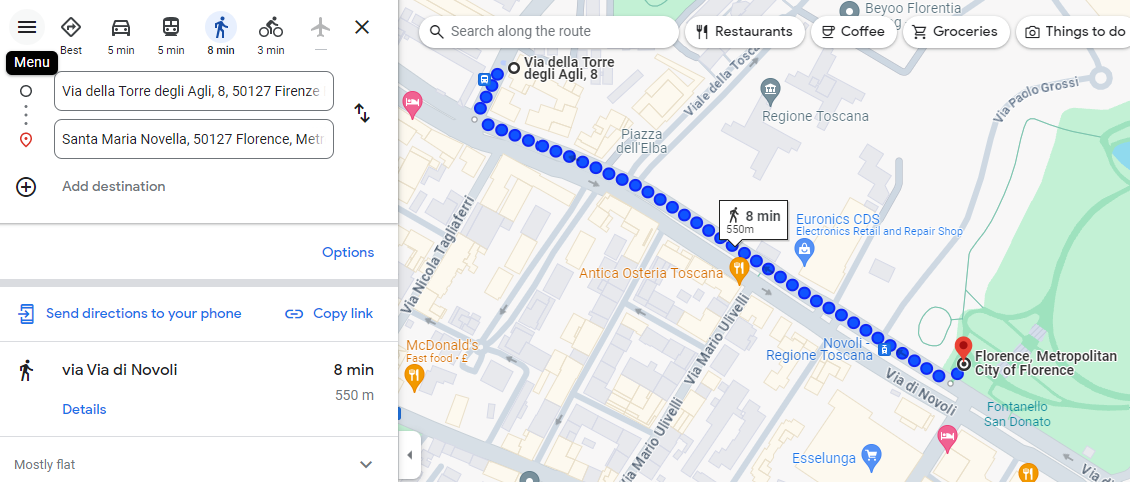 Best
5 min
5 min
8 min
3 min
—
Menu
Via della Torre degli Agli, 8, 50127 Firenze
Santa Maria Novella, 50127 Florence, Metr
Add destination
Options
Send directions to your phone
Copy link
via Via di Novoli
8 min
550 m
Details
Mostly flat
Search along the route
Restaurants
Coffee
Groceries
Things to do
Beyoo Florentia
Via della Torre
degli Agli, 8
Viale della Tosca
Via Paolo Grossi
Regione Toscana
Piazza
dell'Elba
8 min
550m
Euronics CDS
Electronics Retail and Repair Shop
Via Nicola Tagliaferri
Antica Osteria Toscana
Via Mario Ulivelli
McDonald's
Fast food · £
Novoli -
Regione Toscana
Florence, Metropolitan
City of Florence
Via di Novoli
Fontanello
San Donato
Via Mario Ulivelli
Esselunga
Via di